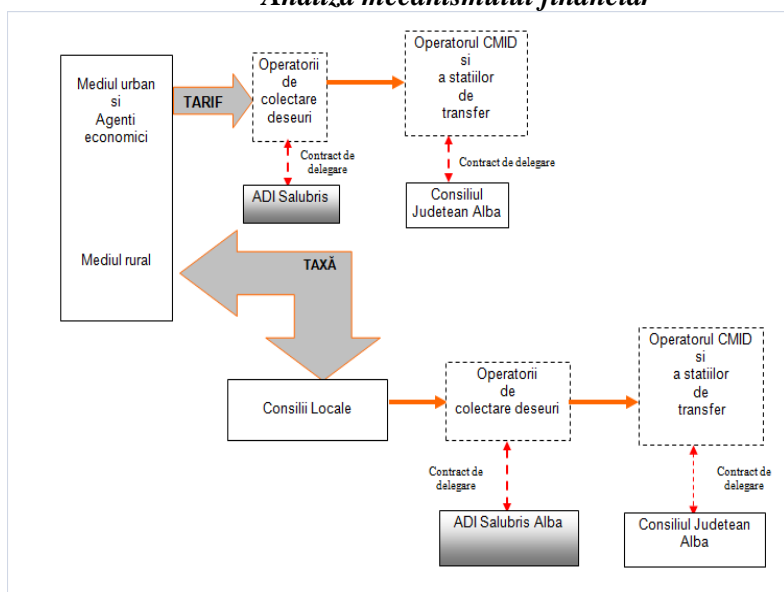 Analiza mecanismului financiar
Mediul urban
si
Agenti
economici
TARIF
Operatorii
de
colectare
deseuri
Operatorul CMID
si
a statiilor
de
transfer
Contract de
delegare
Contract de delegare
ADI Salubris
Consiliul
Judetean Alba
Mediul rural
TAXĂ
Consilii Locale
Operatorii
de
colectare deseuri
Operatorul CMID
si
a statiilor
de
transfer
Contract de
delegare
Contract de
delegare
ADI Salubris Alba
Consiliul Judetean
Alba